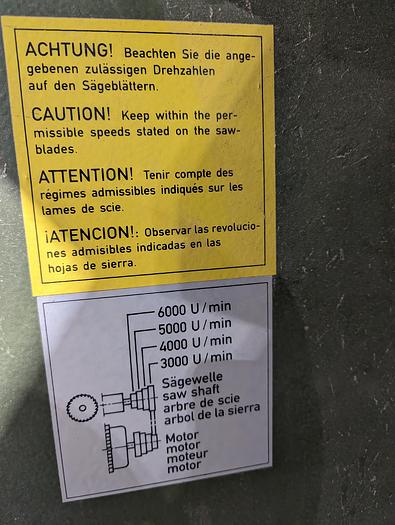 ACHTUNG! Beachten Sie die ange-
gebenen zulässigen Drehzahlen
auf den Sägeblättern.
CAUTION! Keep within the per-
missible speeds stated on the saw-
blades.
ATTENTION! Tenir compte des
régimes admissibles indiqués sur les
lames de scie.
¡ATENCION!: Observar las revolucio-
nes admisibles indicadas en las
hojas de sierra.
6000 U/min
5000 U/min
4000 U/min
3000 U/min
Sägewelle
saw shaft
arbre de scie
arbol de la sierra
Motor
motor
moteur
motor